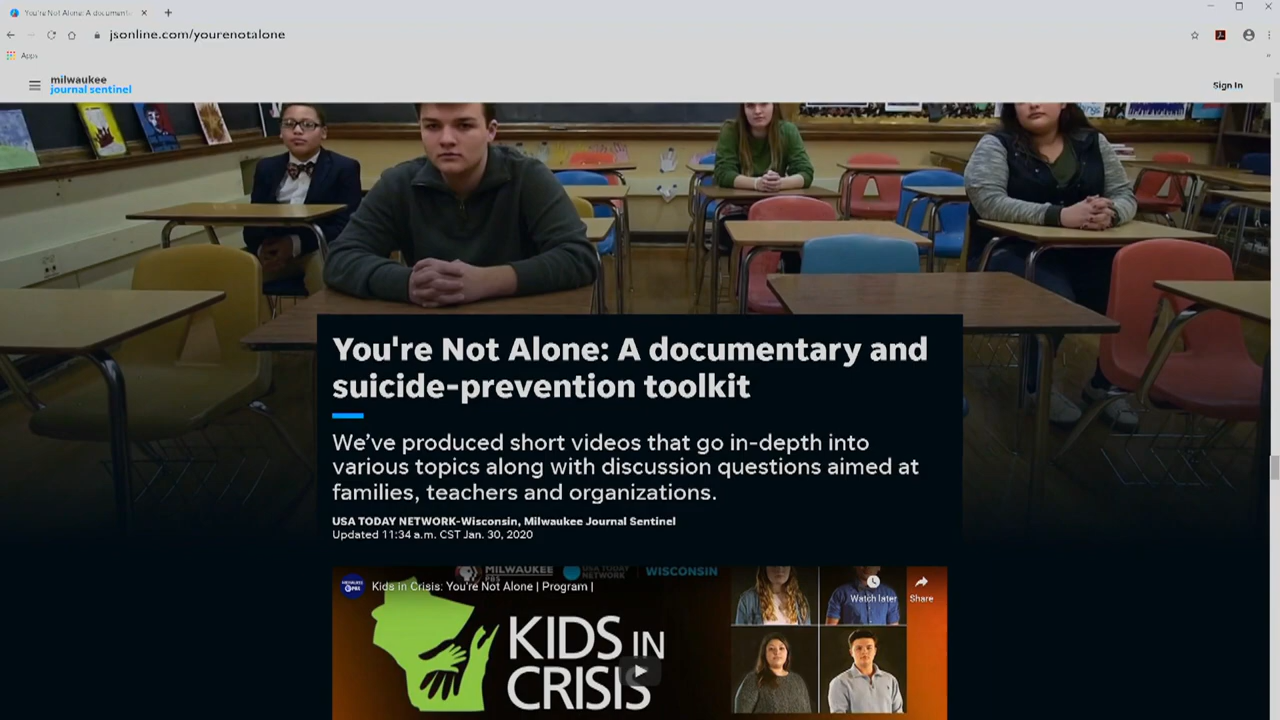 You're Not Alone: A document
jsonline.com/yourenotalone
Apps
milwaukee
journal sentinel
Sign In
things
You're Not Alone: A documentary and
suicide-prevention toolkit
We’ve produced short videos that go in-depth into
various topics along with discussion questions aimed at
families, teachers and organizations.
USA TODAY NETWORK-Wisconsin, Milwaukee Journal Sentinel
Updated 11:34 a.m. CST Jan. 30, 2020
MILWAUKEE
PBS
USA TODAY
NETWORK
WISCONSIN
MILWAUKEE
PBS
Kids in Crisis: You're Not Alone | Program |
Watch later
Share
KIDS IN
CRISIS